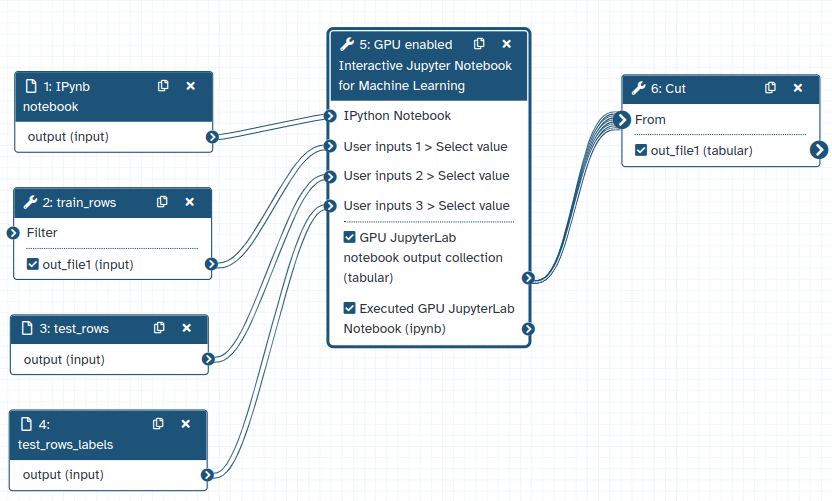 1: IPynb
notebook
output (input)
2: train_rows
Filter
out_file1 (input)
3: test_rows
output (input)
4:
test_rows_labels
output (input)
5: GPU enabled
Interactive Jupyter Notebook
for Machine Learning
IPython Notebook
User inputs 1 > Select value
User inputs 2 > Select value
User inputs 3 > Select value
GPU JupyterLab
notebook output collection
(tabular)
Executed GPU JupyterLab
Notebook (ipynb)
6: Cut
From
out_file1 (tabular)